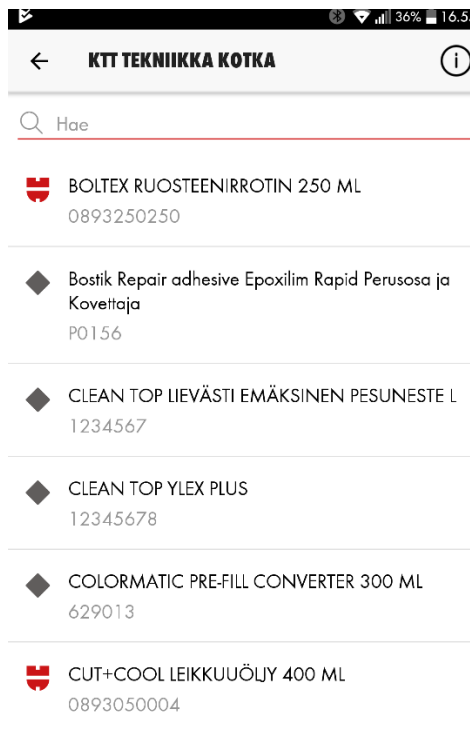 36% 16.5
KTT TEKNIIKKA KOTKA
Hae
BOLTEX RUOSTEENIRROTIN 250 ML
0893250250
Bostik Repair adhesive Epoxilim Rapid Perusosa ja
Kovettaja
P0156
CLEAN TOP LIEVÄSTI EMÄKSINEN PESUNESTE L
1234567
CLEAN TOP YLEX PLUS
12345678
COLORMATIC PRE-FILL CONVERTER 300 ML
629013
CUT+COOL LEIKKUUÖLJY 400 ML
0893050004